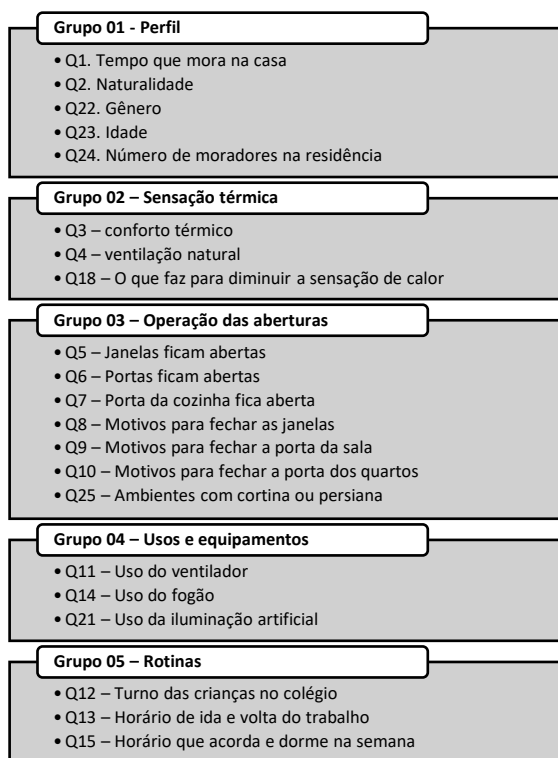 Grupo 01 - Perfil
• Q1. Tempo que mora na casa
• Q2. Naturalidade
• Q22. Gênero
• Q23. Idade
• Q24. Número de moradores na residência
Grupo 02 – Sensação térmica
• Q3 – conforto térmico
• Q4 – ventilação natural
• Q18 – O que faz para diminuir a sensação de calor
Grupo 03 – Operação das aberturas
• Q5 – Janelas ficam abertas
• Q6 – Portas ficam abertas
• Q7 – Porta da cozinha fica aberta
• Q8 – Motivos para fechar as janelas
• Q9 – Motivos para fechar a porta da sala
• Q10 – Motivos para fechar a porta dos quartos
• Q25 – Ambientes com cortina ou persiana
Grupo 04 – Usos e equipamentos
• Q11 – Uso do ventilador
• Q14 – Uso do fogão
• Q21 – Uso da iluminação artificial
Grupo 05 – Rotinas
• Q12 – Turno das crianças no colégio
• Q13 – Horário de ida e volta do trabalho
• Q15 – Horário que acorda e dorme na semana